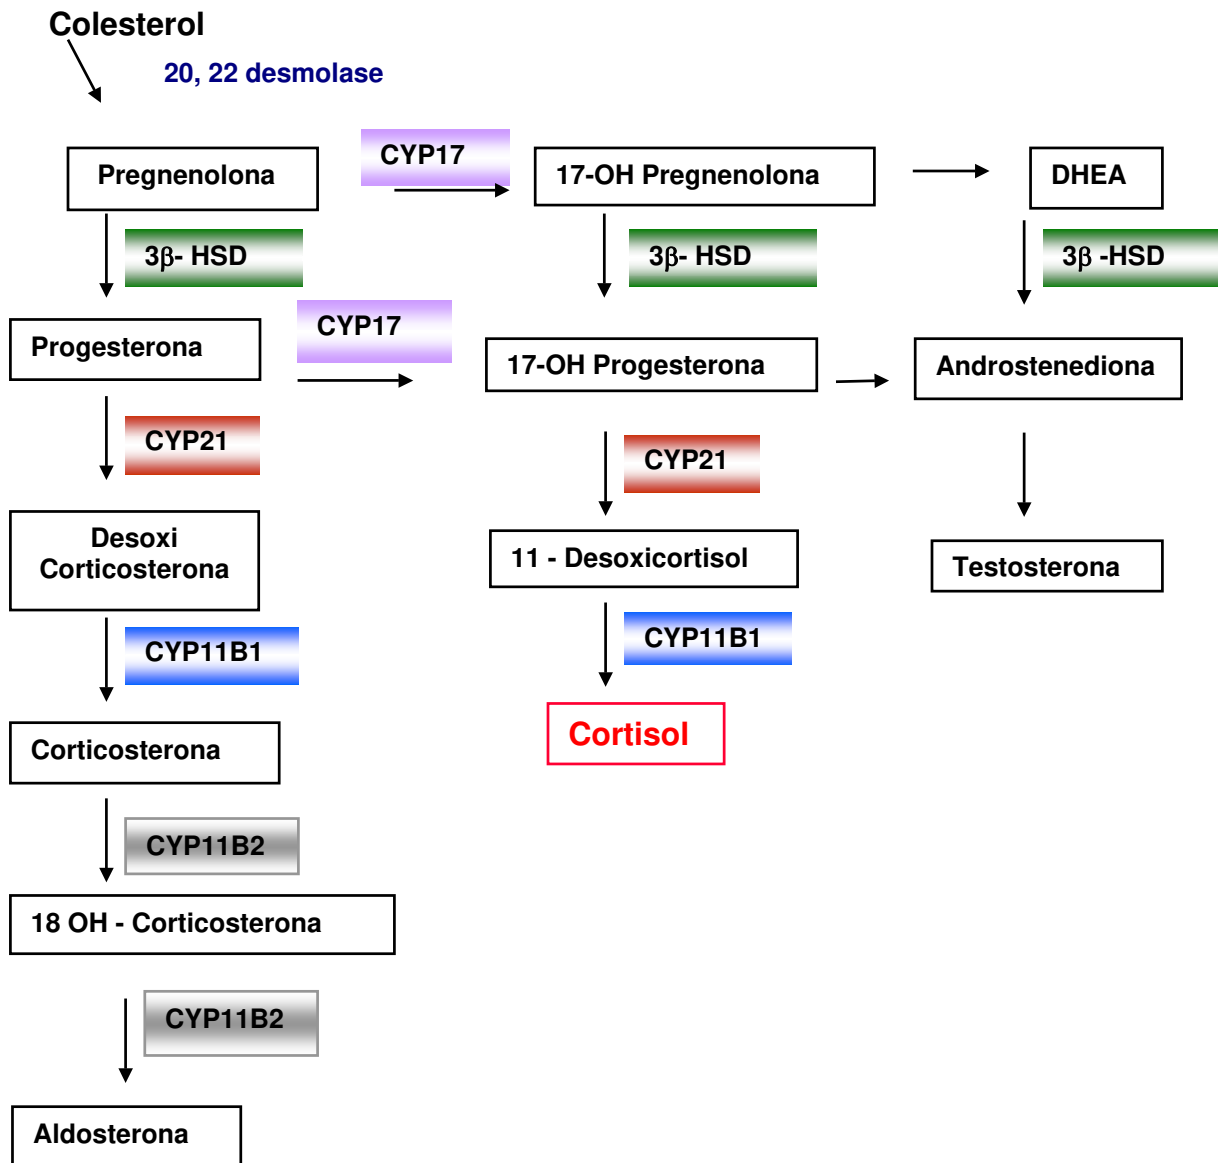 Colesterol
20, 22 desmolase
CYP17
Pregnenolona
17-OH Pregnenolona
DHEA
3β- HSD
3β- HSD
3β -HSD
CYP17
Progesterona
17-OH Progesterona
Androstenediona
CYP21
CYP21
Desoxi
Corticosterona
11 - Desoxicortisol
Testosterona
CYP11B1
CYP11B1
Corticosterona
Cortisol
CYP11B2
18 OH - Corticosterona
CYP11B2
Aldosterona